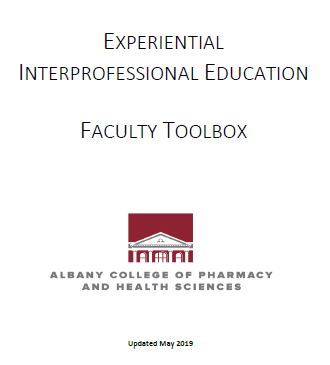 EXPERIENTIAL
INTERPROFESSIONAL EDUCATION
FACULTY TOOLBOX
ALBANY COLLEGE OF PHARMACY
AND HEALTH SCIENCES
Updated May 2019